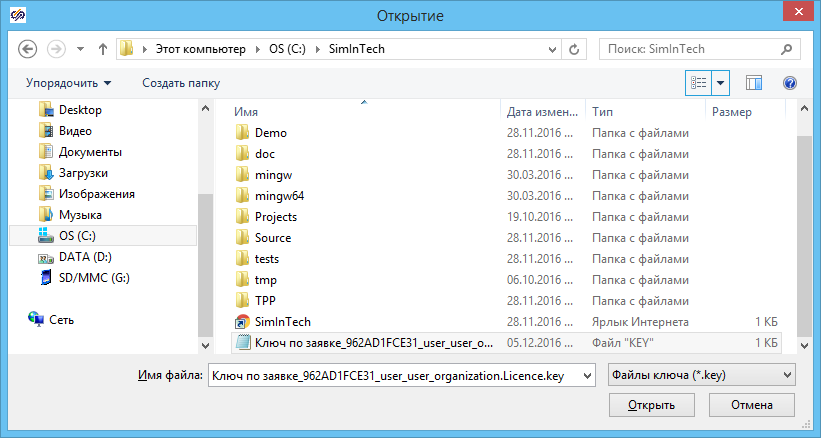 Открытие
Этот компьютер OS (C:) SimInTech Поиск: SimInTech
Упорядочить Создать папку
Имя Дата измен... Тип Размер
Desktop
Видео
Документы
Загрузки
Изображения
Музыка
OS (C:)
DATA (D:)
SD/MMC (G:)
Сеть
Demo 28.11.2016 ... Папка с файлами
doc 28.11.2016 ... Папка с файлами
mingw 30.03.2016 ... Папка с файлами
mingw64 30.03.2016 ... Папка с файлами
Projects 19.10.2016 ... Папка с файлами
Source 28.11.2016 ... Папка с файлами
tests 28.11.2016 ... Папка с файлами
tmp 06.10.2016 ... Папка с файлами
TPP 28.11.2016 ... Папка с файлами
SimInTech 28.11.2016 ... Ярлык Интернета 1 КБ
Ключ по заявке_962AD1FCE31_user_user_o... 05.12.2016 ... Файл "KEY" 1 КБ
Имя файла: Ключ по заявке_962AD1FCE31_user_user_organization.Licence.key Файлы ключа (*.key)
Открыть Отмена